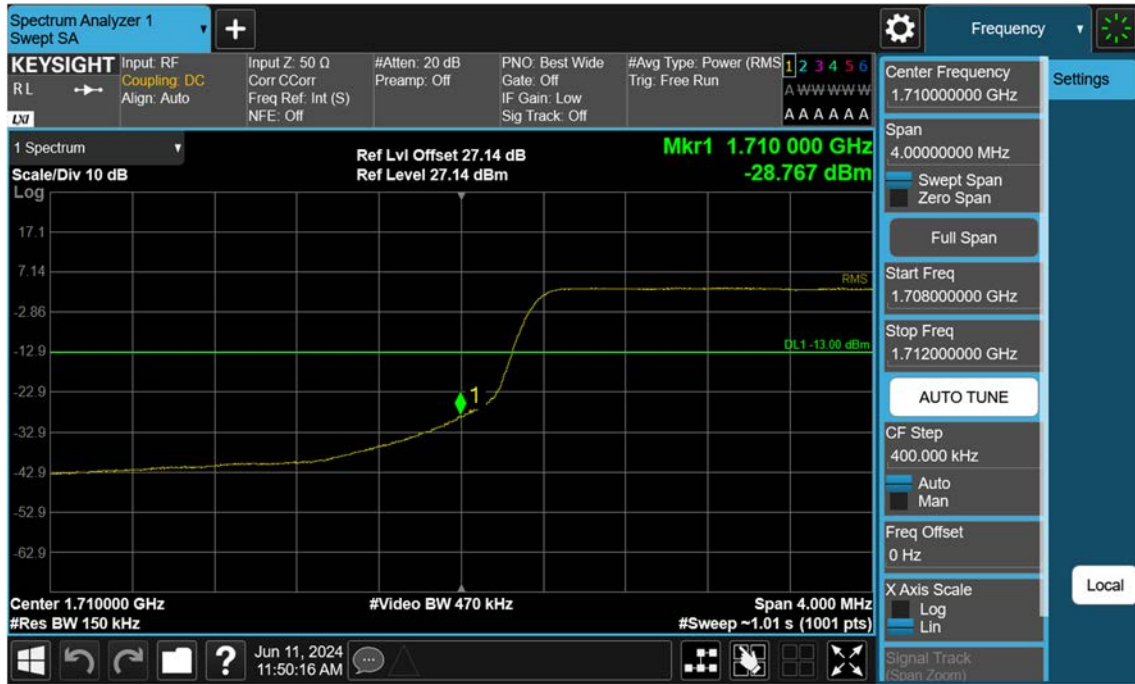 Spectrum Analyzer 1
Swept SA
Frequency
KEYSIGHT
RL
LXI
Input: RF
Coupling: DC
Align: Auto
Input Z: 50 Ω
Corr CCorr
Freq Ref: Int (S)
NFE: Off
#Atten: 20 dB
Preamp: Off
PNO: Best Wide
Gate: Off
IF Gain: Low
Sig Track: Off
#Avg Type: Power (RMS
Trig: Free Run
1 2 3 4 5 6
A W W W W W
A A A A A A
1 Spectrum
Scale/Div 10 dB
Ref Lvl Offset 27.14 dB
Ref Level 27.14 dBm
Mkr1 1.710 000 GHz
-28.767 dBm
Log
17.1
7.14
-2.86
-12.9
-22.9
-32.9
-42.9
-52.9
-62.9
RMS
DL1 -13.00 dBm
1
Center 1.710000 GHz
#Video BW 470 kHz
Span 4.000 MHz
#Res BW 150 kHz
#Sweep ~1.01 s (1001 pts)
Center Frequency
1.710000000 GHz
Settings
Span
4.00000000 MHz
Swept Span
Zero Span
Full Span
Start Freq
1.708000000 GHz
Stop Freq
1.712000000 GHz
AUTO TUNE
CF Step
400.000 kHz
Auto
Man
Freq Offset
0 Hz
X Axis Scale
Log
Lin
Local
Signal Track
(Span Zoom)
?
Jun 11, 2024
11:50:16 AM